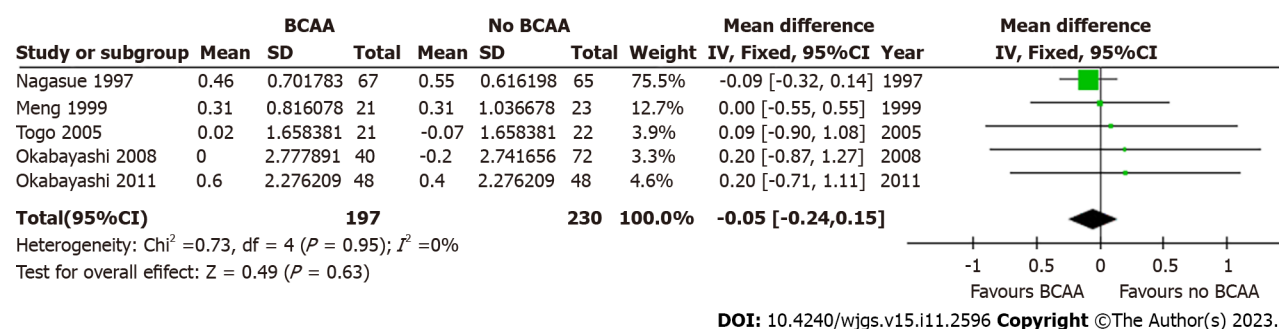 BCAA No BCAA Mean difference Mean difference
Study or subgroup Mean SD Total Mean SD Total Weight IV, Fixed, 95%CI Year IV, Fixed, 95%CI
Nagasue 1997 0.46 0.701783 67 0.55 0.616198 65 75.5% -0.09 [-0.32, 0.14] 1997
Meng 1999 0.31 0.816078 21 0.31 1.036678 23 12.7% 0.00 [-0.55, 0.55] 1999
Togo 2005 0.02 1.658381 21 -0.07 1.658381 22 3.9% 0.09 [-0.90, 1.08] 2005
Okabayashi 2008 0 2.777891 40 -0.2 2.741656 72 3.3% 0.20 [-0.87, 1.27] 2008
Okabayashi 2011 0.6 2.276209 48 0.4 2.276209 48 4.6% 0.20 [-0.71, 1.11] 2011
Total(95%CI) 197 230 100.0% -0.05 [-0.24,0.15]
Heterogeneity: Chi² =0.73, df = 4 (P = 0.95); I² =0%
Test for overall efifect: Z = 0.49 (P = 0.63)
-1 0.5 0 0.5 1
Favours BCAA Favours no BCAA
DOI: 10.4240/wjgs.v15.i11.2596 Copyright ©The Author(s) 2023.